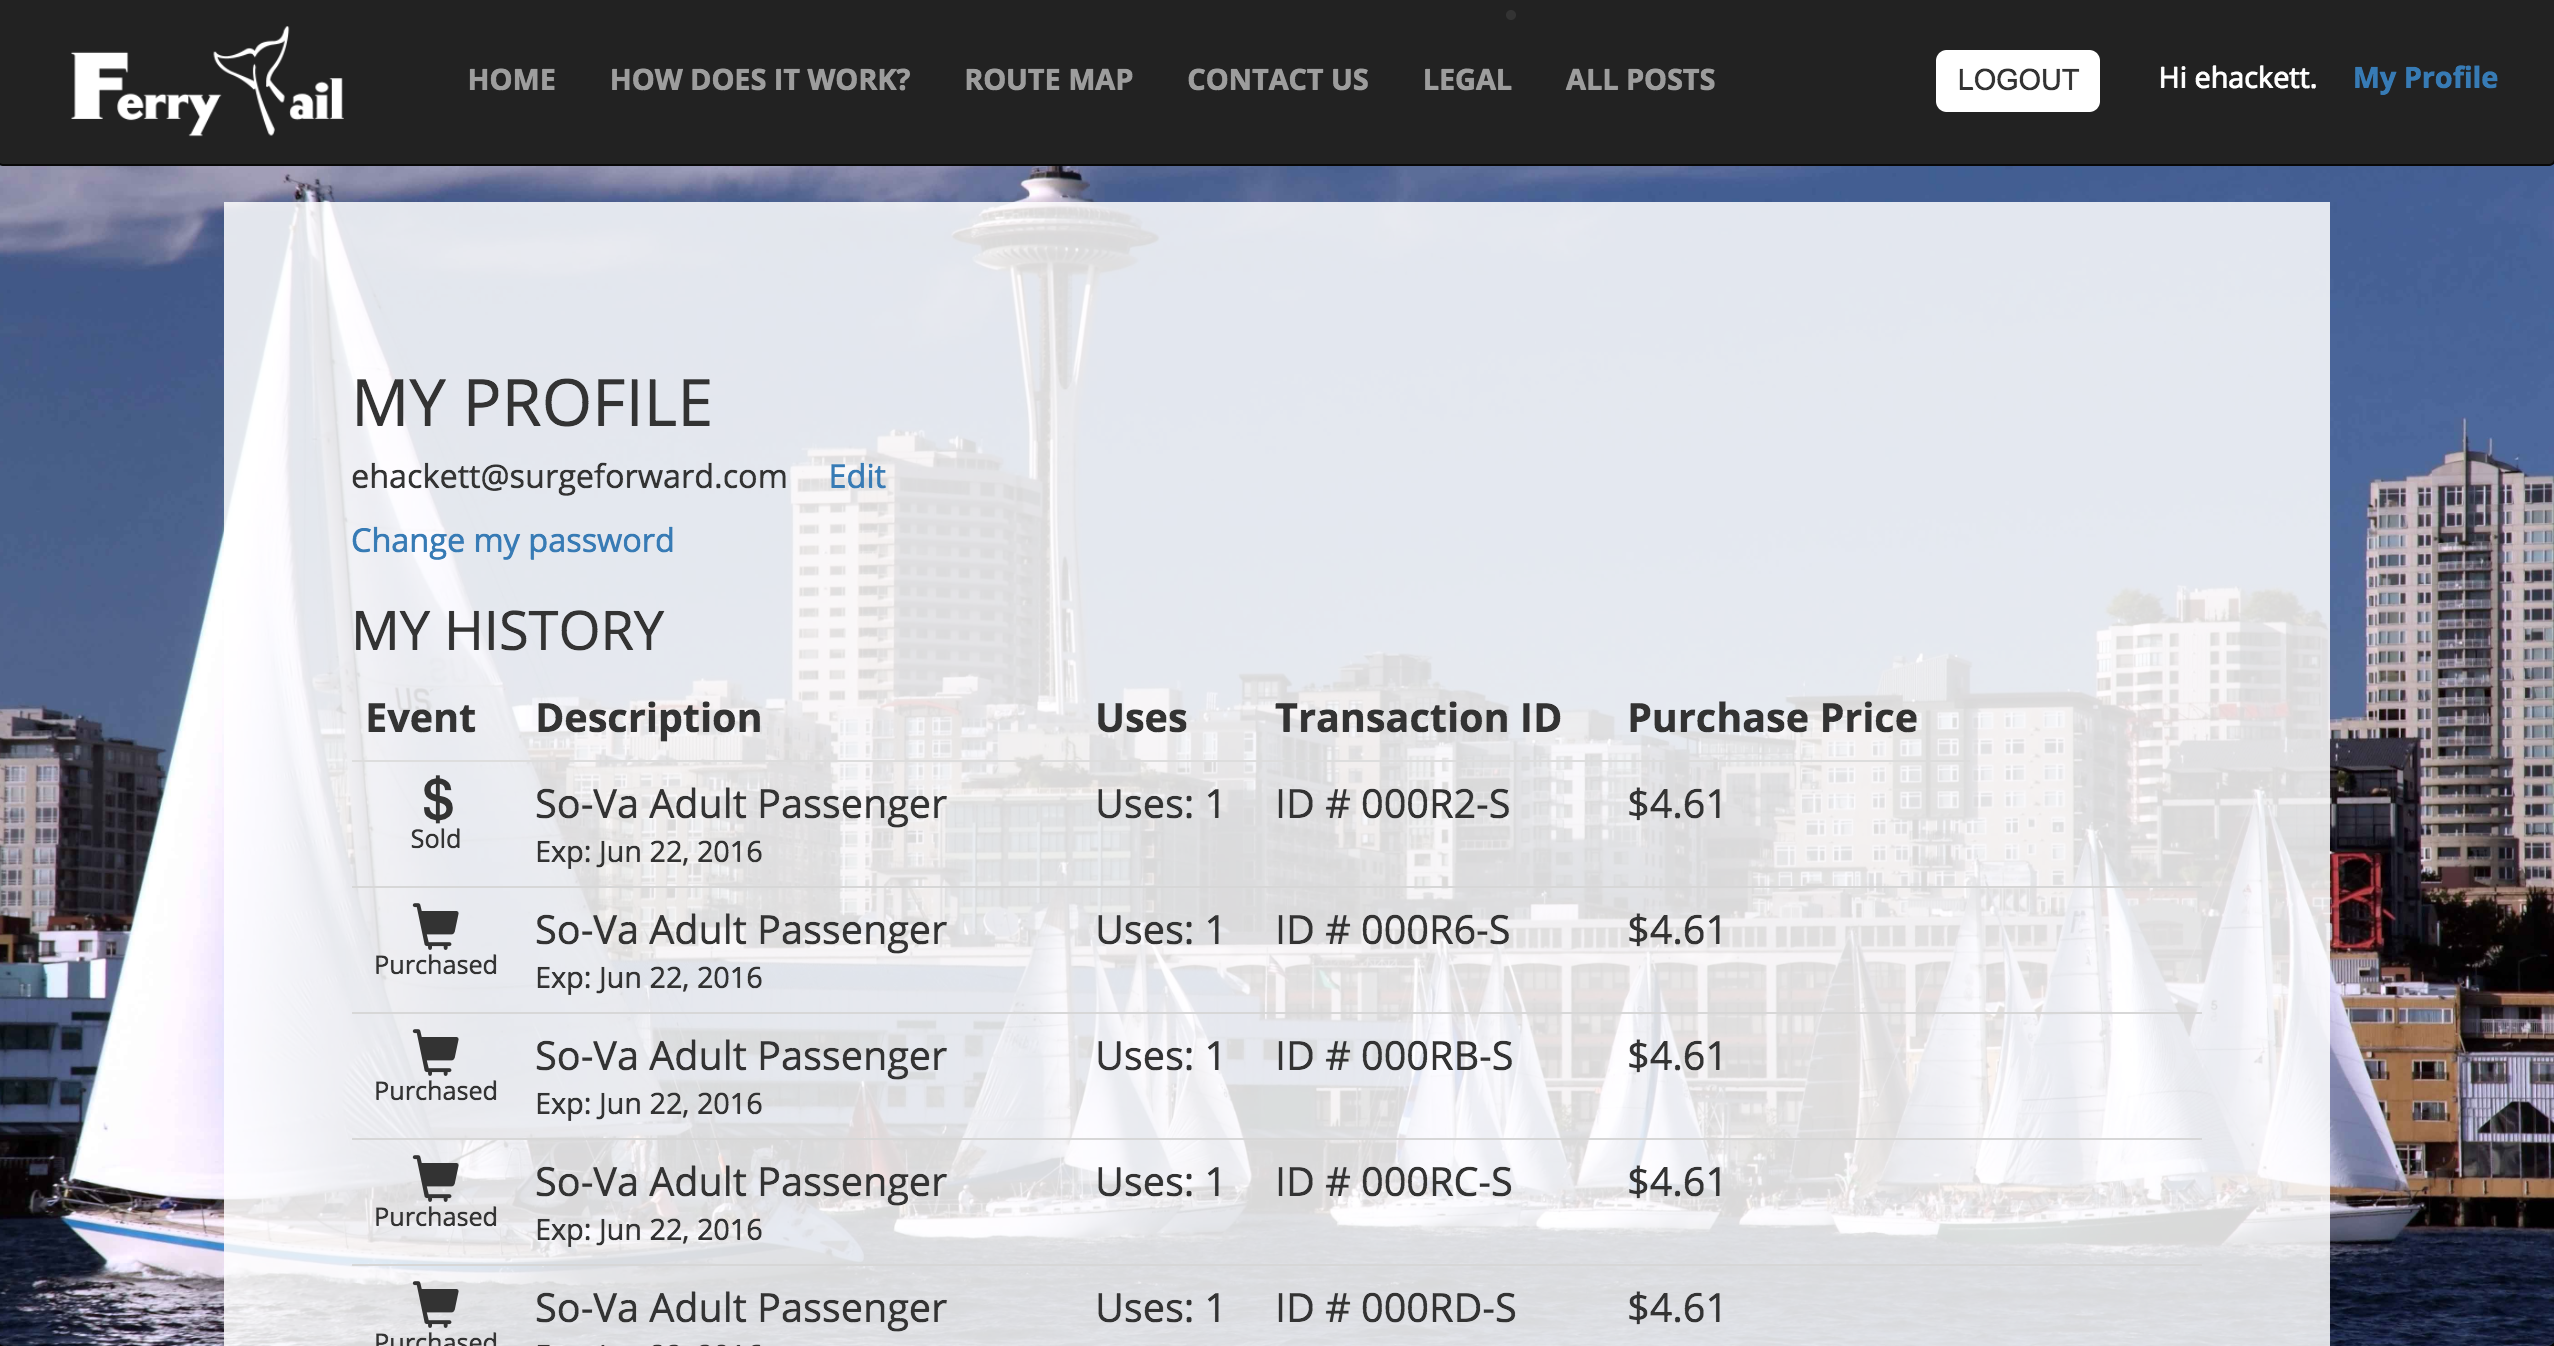 Ferry Tail
HOME HOW DOES IT WORK? ROUTE MAP CONTACT US LEGAL ALL POSTS LOGOUT Hi ehackett. My Profile
MY PROFILE
ehackett@surgeforward.com Edit
Change my password
MY HISTORY
Event Description Uses Transaction ID Purchase Price
$ So-Va Adult Passenger Uses: 1 ID # 000R2-S $4.61
Sold Exp: Jun 22, 2016
So-Va Adult Passenger Uses: 1 ID # 000R6-S $4.61
Purchased Exp: Jun 22, 2016
So-Va Adult Passenger Uses: 1 ID # 000RB-S $4.61
Purchased Exp: Jun 22, 2016
So-Va Adult Passenger Uses: 1 ID # 000RC-S $4.61
Purchased Exp: Jun 22, 2016
So-Va Adult Passenger Uses: 1 ID # 000RD-S $4.61
Purchased